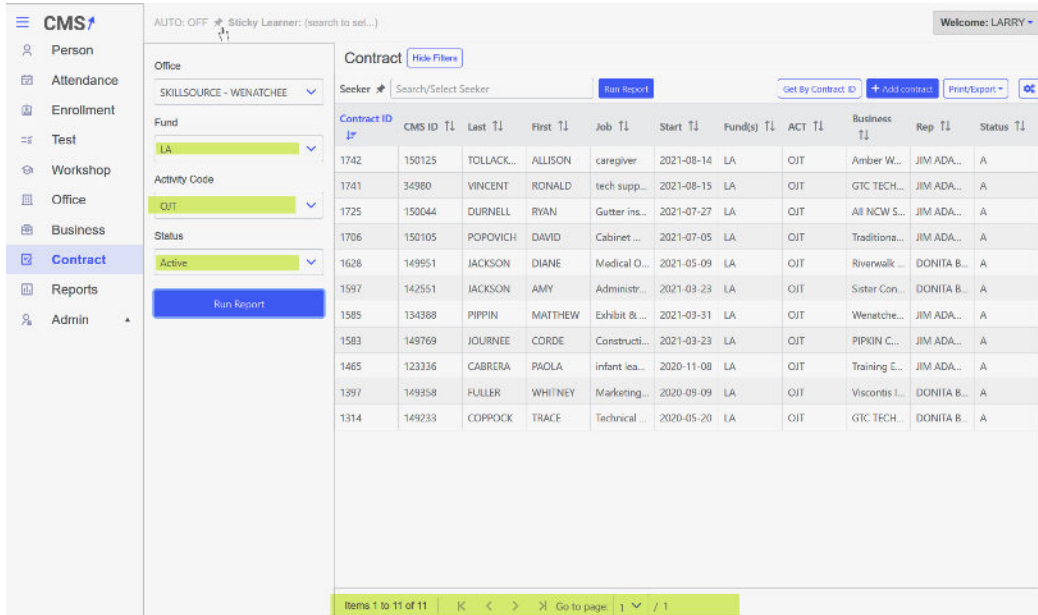 CMS
AUTO: OFF Sticky Learner: (search to sel...)
Welcome: LARRY
Person
Attendance
Enrollment
Test
Workshop
Office
Business
Contract
Reports
Admin
Office
SKILLSOURCE - WENATCHEE
Fund
LA
Activity Code
OJT
Status
Active
Run Report
Contract Hide Filters
Seeker Search/Select Seeker Run Report Get By Contract ID + Add contract Print/Export
Contract ID CMS ID Last First Job Start Fund(s) ACT Business Rep Status
1742 150125 TOLLACK... ALLISON caregiver 2021-08-14 LA OJT Amber W... JIM ADA... A
1741 34980 VINCENT RONALD tech supp... 2021-08-15 LA OJT GTC TECH... JIM ADA... A
1725 150044 DURNELL RYAN Gutter ins... 2021-07-27 LA OJT All NCW S... JIM ADA... A
1706 150105 POPOVICH DAVID Cabinet ... 2021-07-05 LA OJT Traditiona... JIM ADA... A
1628 149951 JACKSON DIANE Medical O... 2021-05-09 LA OJT Riverwalk ... DONITA B... A
1597 142551 JACKSON AMY Administr... 2021-03-23 LA OJT Sister Con... DONITA B... A
1585 134388 PIPPIN MATTHEW Exhibit & ... 2021-03-31 LA OJT Wenatche... JIM ADA... A
1583 149769 JOURNEE CORDE Constructi... 2021-03-23 LA OJT PIPKIN C... JIM ADA... A
1465 123336 CABRERA PAOLA infant lea... 2020-11-08 LA OJT Training E... JIM ADA... A
1397 149358 FULLER WHITNEY Marketing... 2020-09-09 LA OJT Viscontis I... DONITA B... A
1314 149233 COPPOCK TRACE Technical ... 2020-05-20 LA OJT GTC TECH... DONITA B... A
Items 1 to 11 of 11 Go to page: 1 / 1